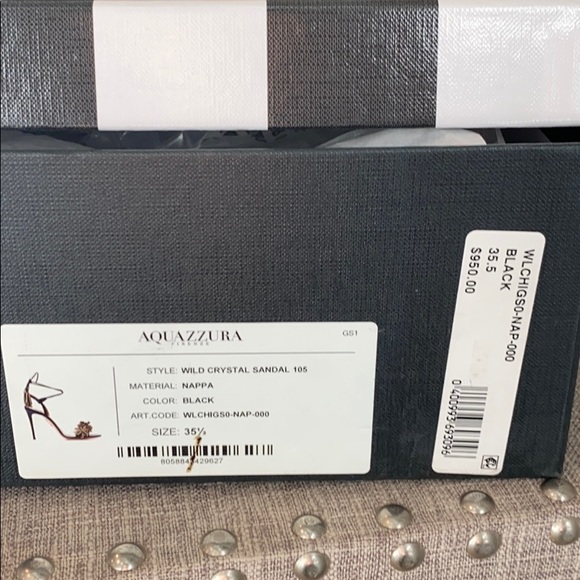 AQUAZZURA
FIRENZE
GS1
STYLE: WILD CRYSTAL SANDAL 105
MATERIAL: NAPPA
COLOR: BLACK
ART.CODE: WLCHIGS0-NAP-000
SIZE: 35½
WLCHIGS0-NAP-000
BLACK
35.5
$950.00
0400993693096